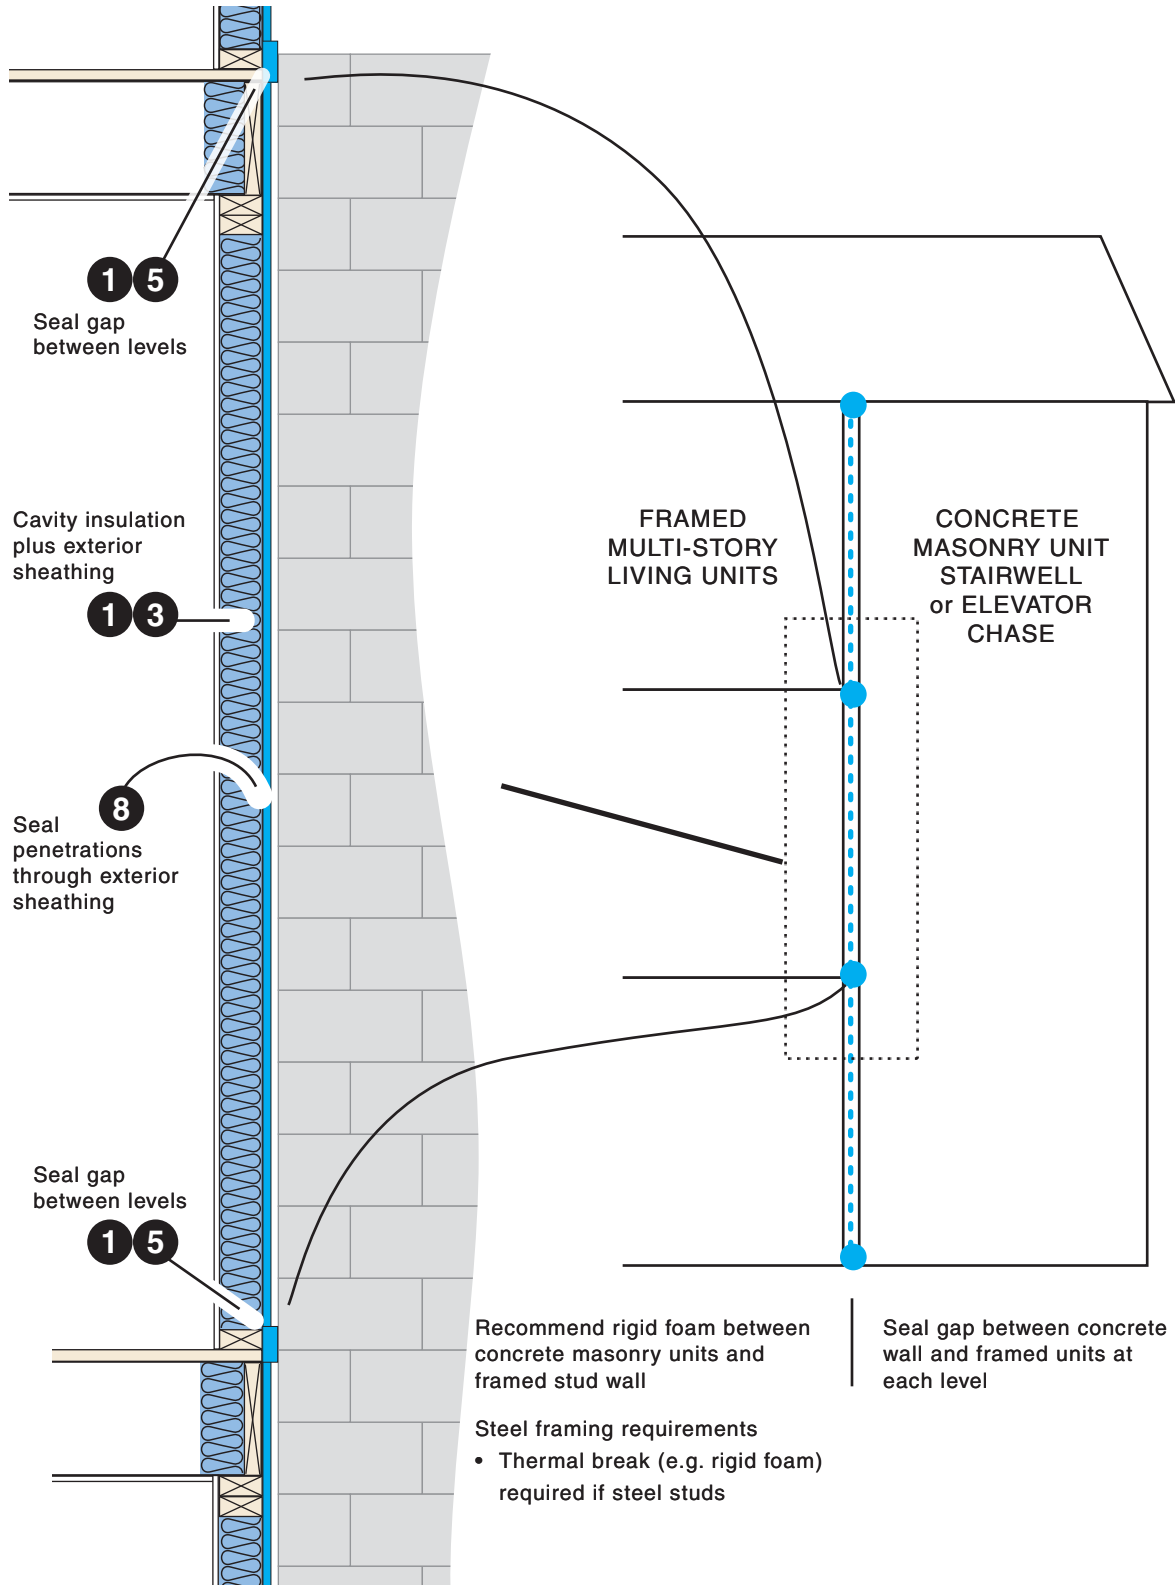 1 5
Seal gap
between levels
Cavity insulation
plus exterior
sheathing
1 3
8
Seal
penetrations
through exterior
sheathing
Seal gap
between levels
1 5
FRAMED
MULTI-STORY
LIVING UNITS
CONCRETE
MASONRY UNIT
STAIRWELL
or ELEVATOR
CHASE
Recommend rigid foam between
concrete masonry units and
framed stud wall
Steel framing requirements
• Thermal break (e.g. rigid foam)
required if steel studs
Seal gap between concrete
wall and framed units at
each level